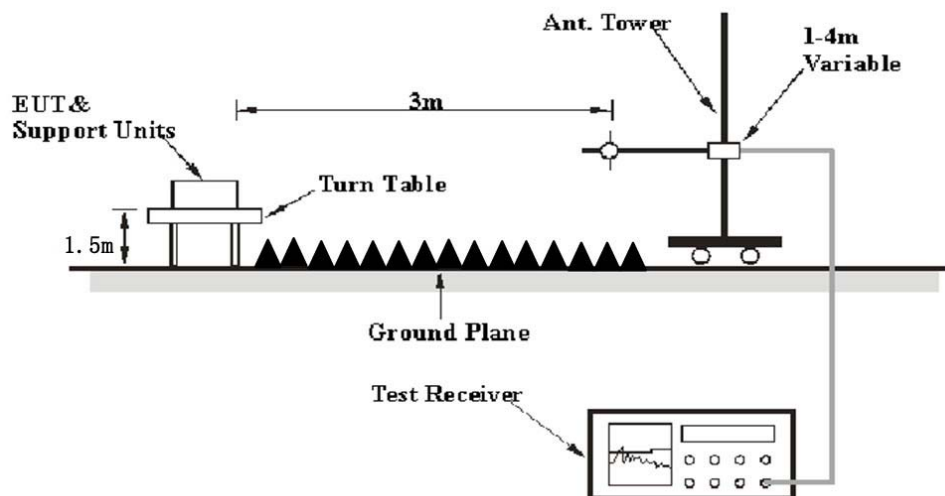 Ant. Tower
1-4m
Variable
3m
EUT&
Support Units
Turn Table
1.5m
Ground Plane
Test Receiver